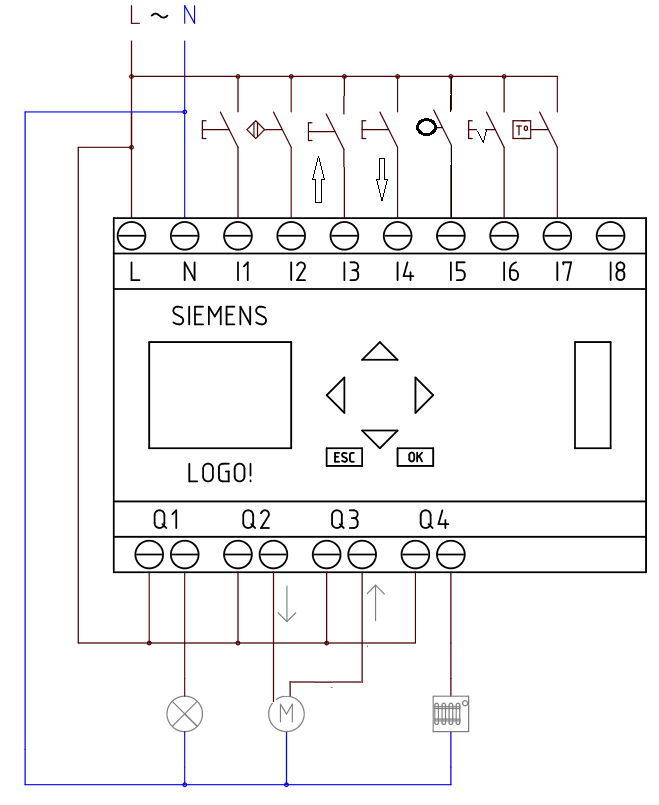 L ~ N
T°
L N I1 I2 I3 I4 I5 I6 I7 I8
SIEMENS
ESC OK
LOGO!
Q1 Q2 Q3 Q4
M